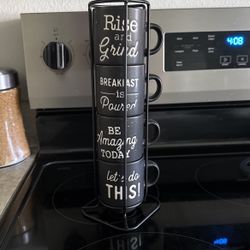 Rise
and
Grind
BREAKFAST
is
Poured
BE
Amazing
TODAY
let's do
THIS!
4:08